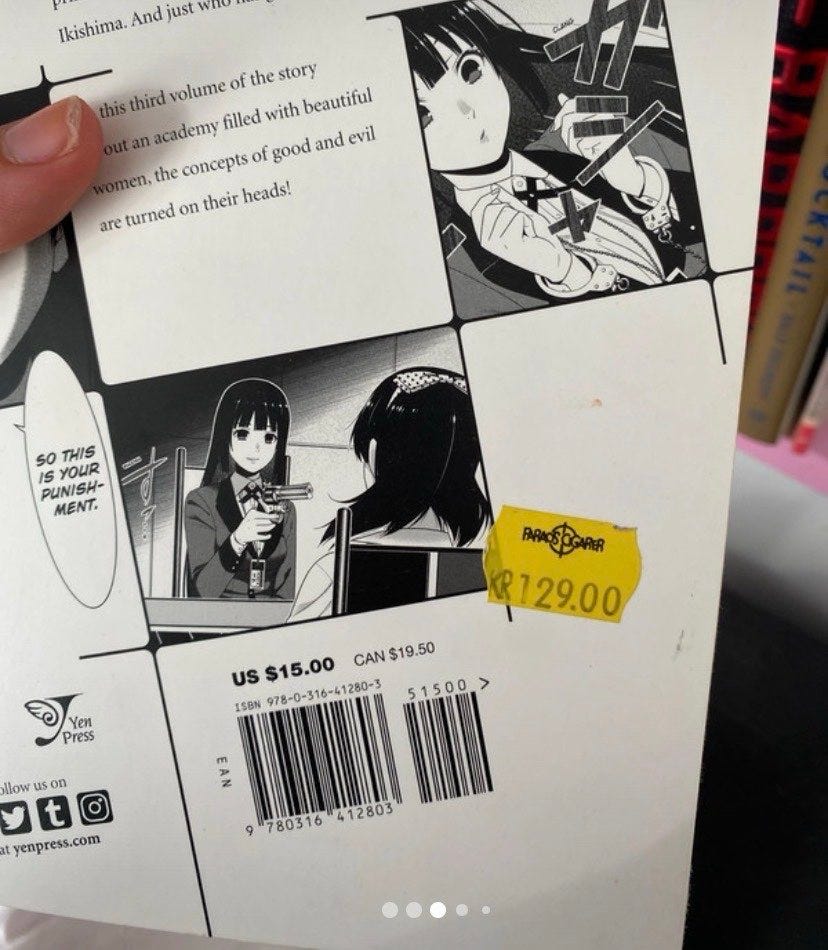 Ikishima. And just who
this third volume of the story
out an academy filled with beautiful
women, the concepts of good and evil
are turned on their heads!
CLANG
SO THIS
IS YOUR
PUNISH-
MENT.
FARAOS CIGARER
KR 129.00
US $15.00 CAN $19.50
ISBN 978-0-316-41280-3
51500 >
EAN
9 780316 412803
Yen
Press
ollow us on
at yenpress.com
OCKTAIL